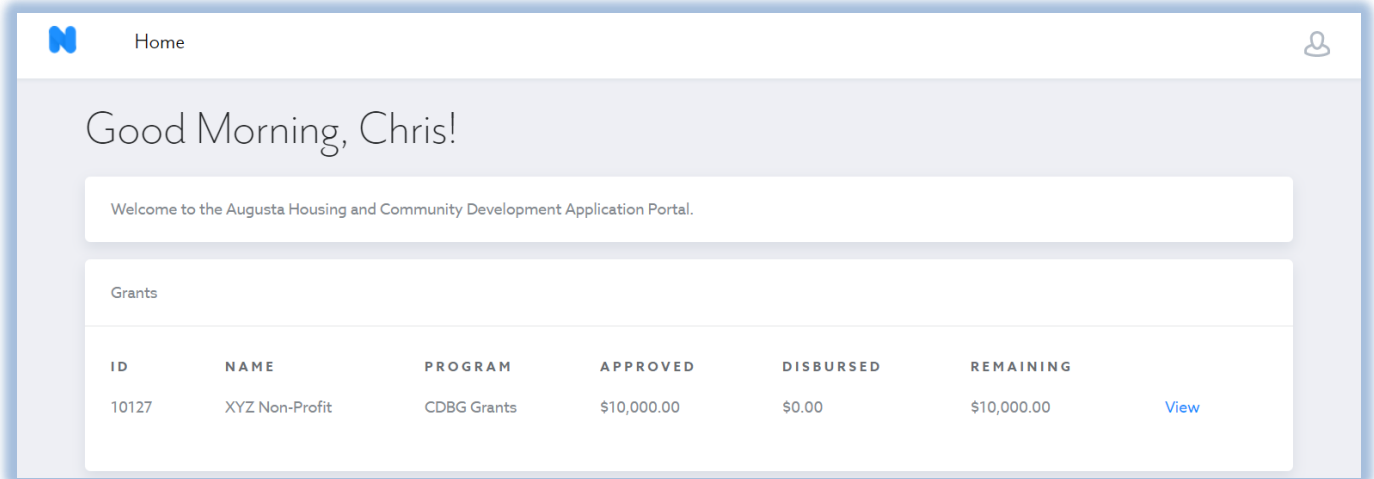 Home
Good Morning, Chris!
Welcome to the Augusta Housing and Community Development Application Portal.
Grants
ID NAME PROGRAM APPROVED DISBURSED REMAINING
10127 XYZ Non-Profit CDBG Grants $10,000.00 $0.00 $10,000.00 View